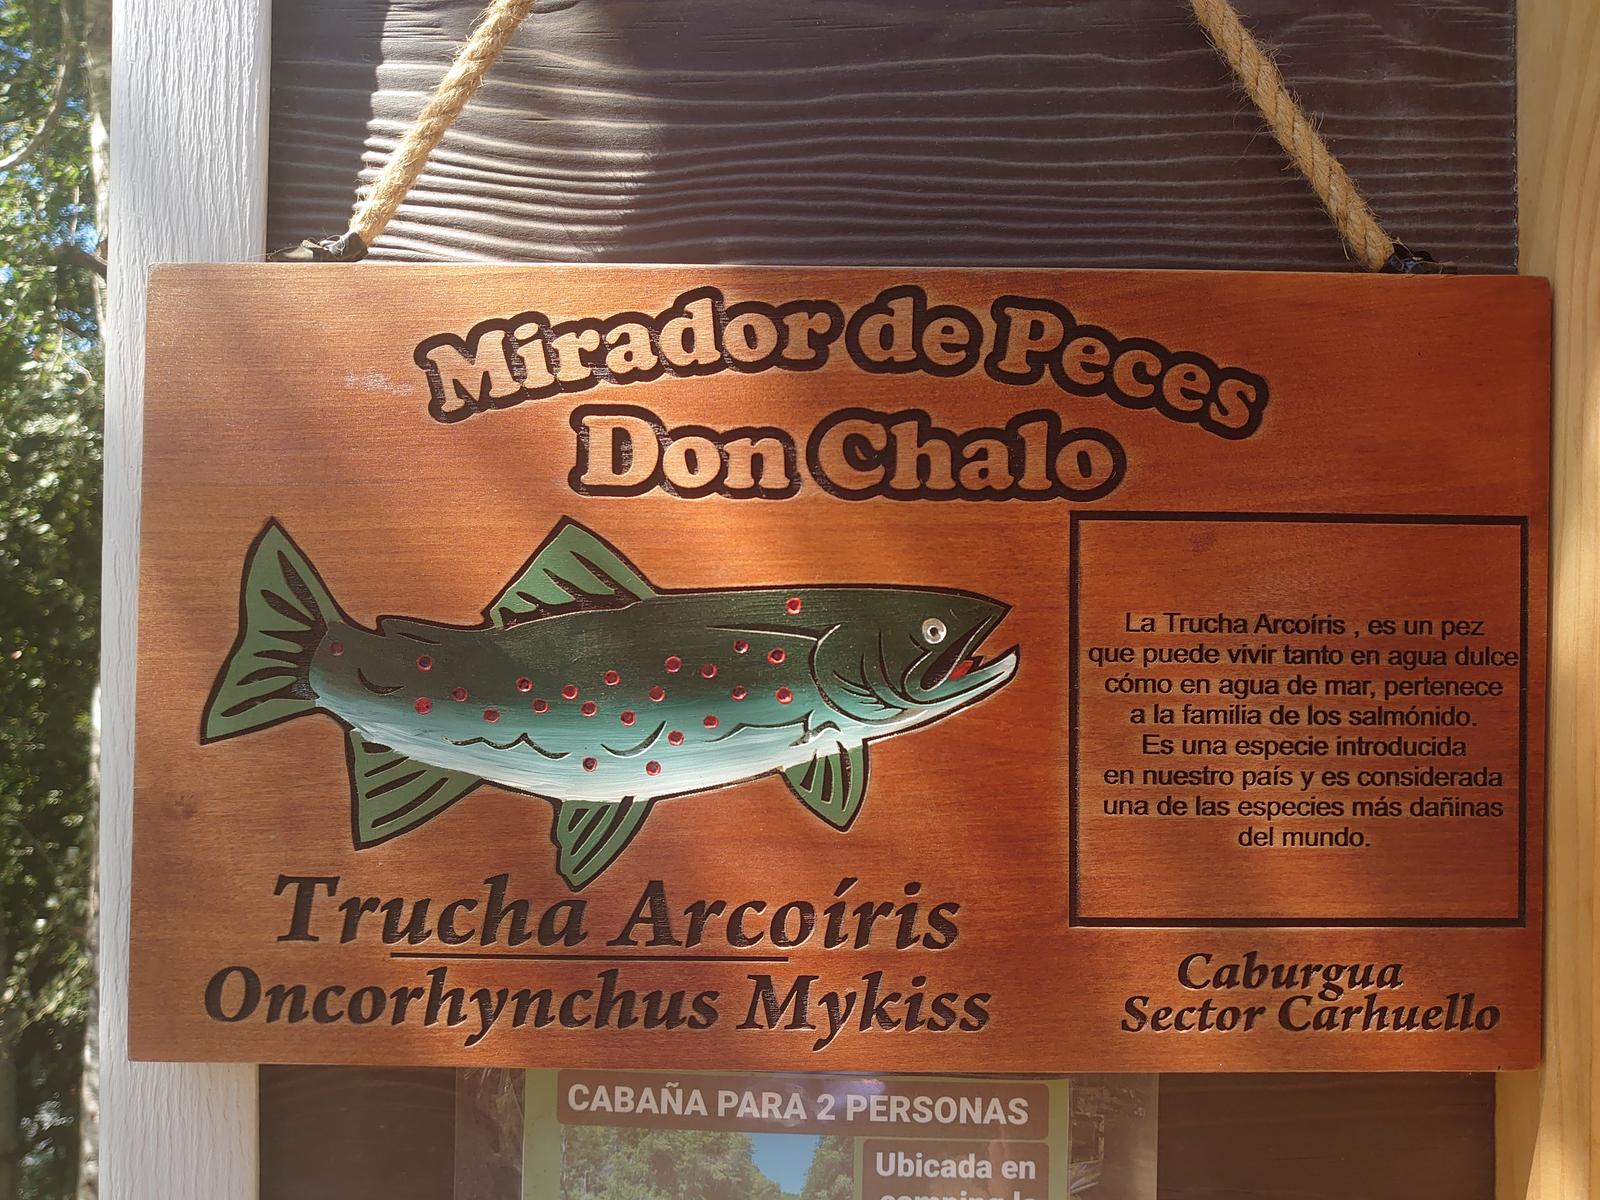 Mirador de Peces
Don Chalo
La Trucha Arcoíris , es un pez
que puede vivir tanto en agua dulce
cómo en agua de mar, pertenece
a la familia de los salmónido.
Es una especie introducida
en nuestro país y es considerada
una de las especies más dañinas
del mundo.
Trucha Arcoíris
Oncorhynchus Mykiss
Caburgua
Sector Carhuello
CABAÑA PARA 2 PERSONAS
Ubicada en
camping la